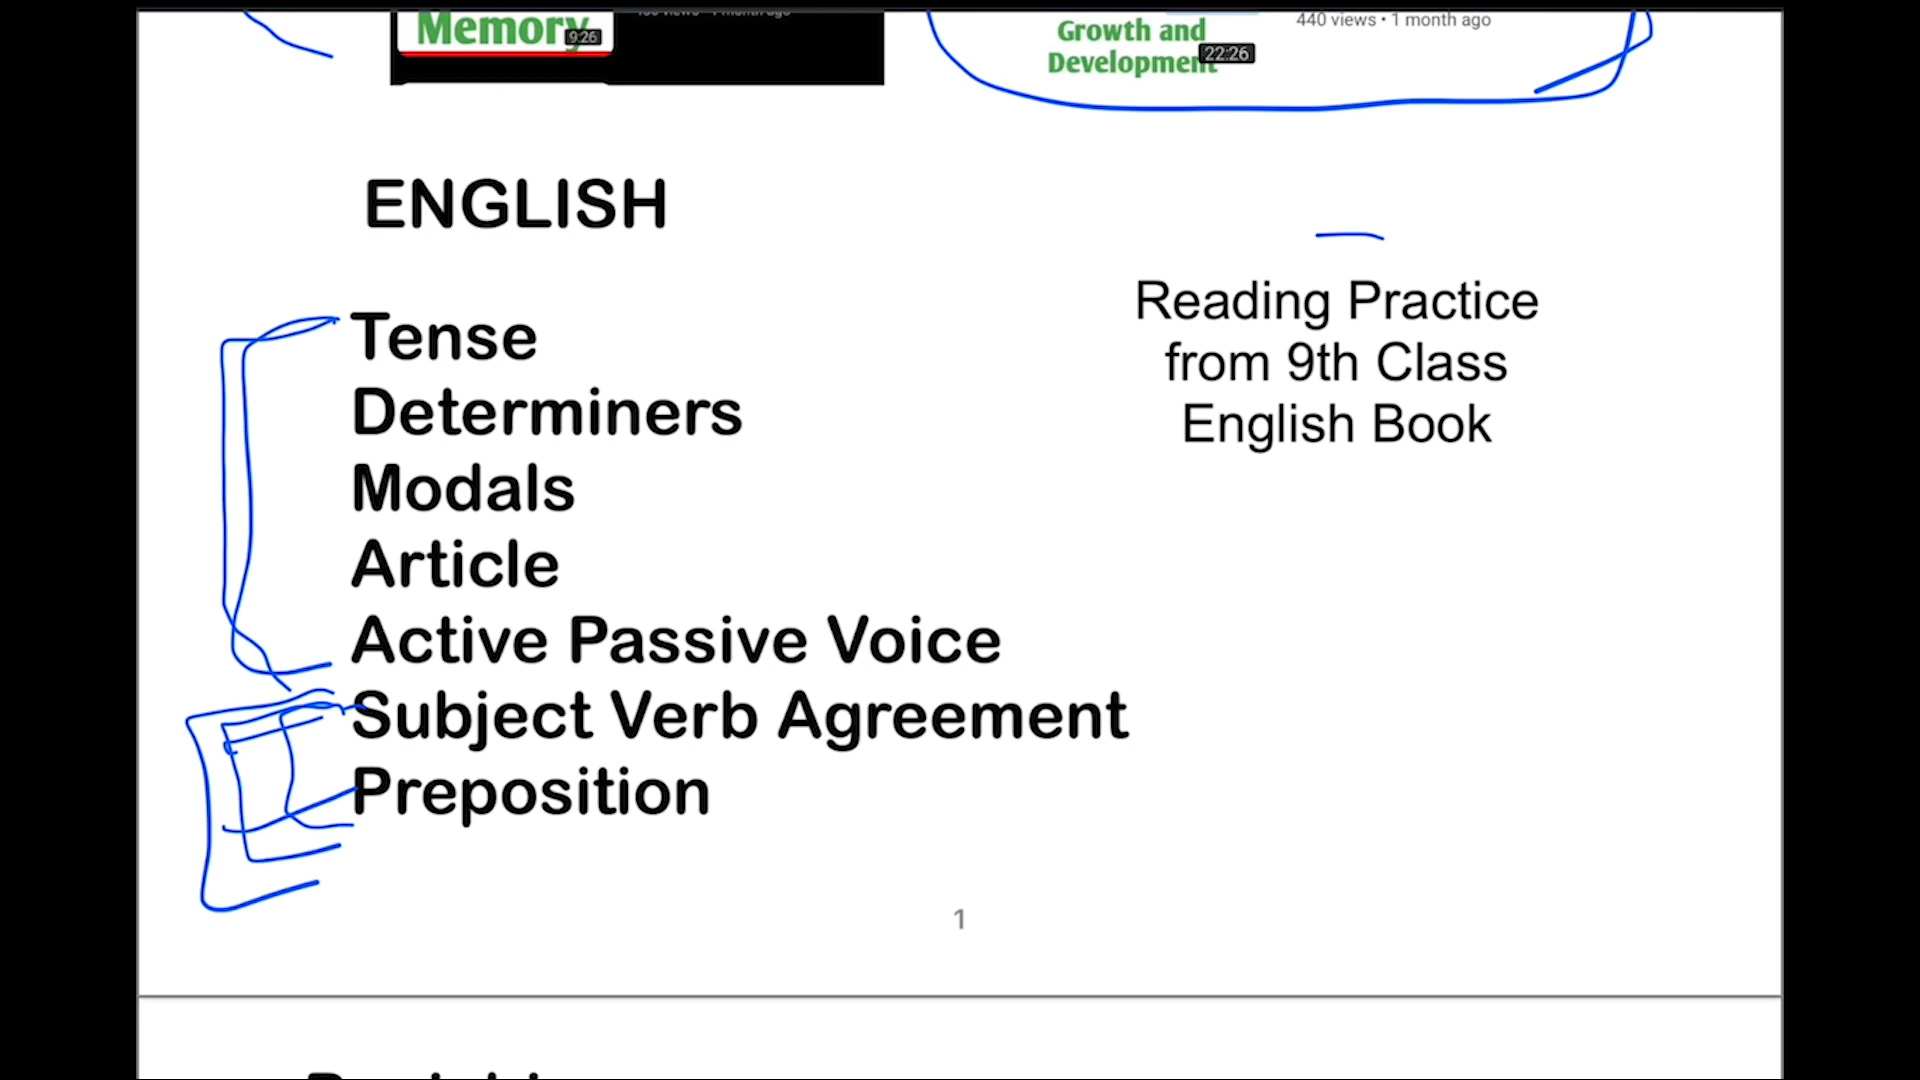 Memory
9:26
Growth and
Development
22:26
440 views • 1 month ago
ENGLISH
Tense
Determiners
Modals
Article
Active Passive Voice
Subject Verb Agreement
Preposition
Reading Practice
from 9th Class
English Book
1